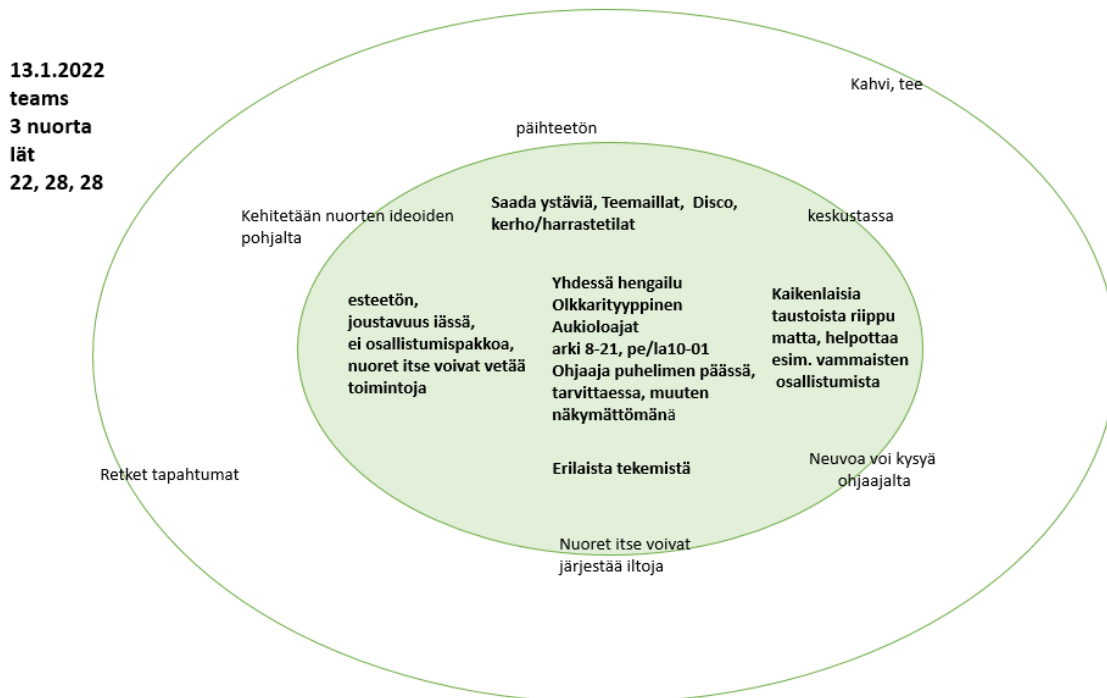 13.1.2022
teams
3 nuorta
lät
22, 28, 28
Kahvi, tee
päihteetön
Kehitetään nuorten ideoiden
pohjalta
Saada ystäviä, Teemaillat, Disco,
kerho/harrastetilat
keskustassa
esteetön,
joustavuus iässä,
ei osallistumispakkoa,
nuoret itse voivat vetää
toimintoja
Yhdessä hengailu
Olkkarityyppinen
Aukioloajat
arki 8-21, pe/la10-01
Ohjaaja puhelimen päässä,
tarvittaessa, muuten
näkymättömänä
Kaikenlaisia
taustoista riippu
matta, helpottaa
esim. vammaisten
osallistumista
Retket tapahtumat
Erilaista tekemistä
Neuvoa voi kysyä
ohjaajalta
Nuoret itse voivat
järjestää iltoja